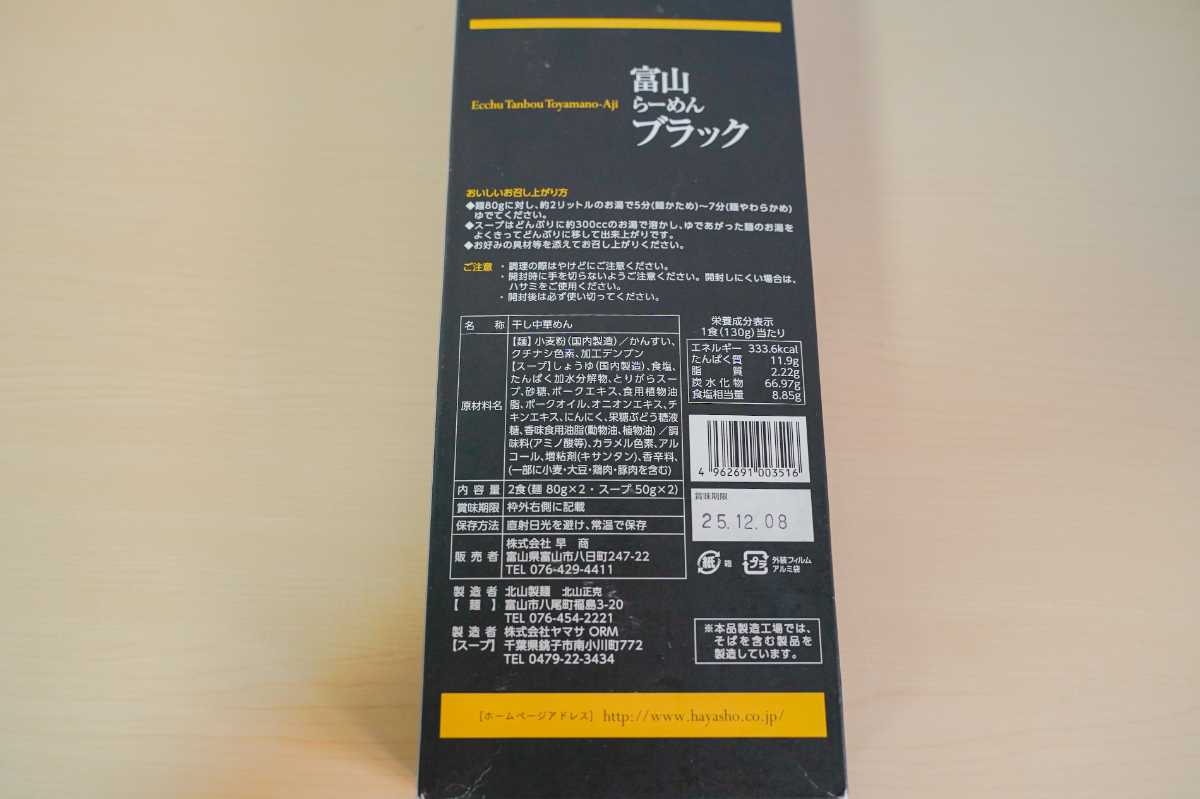 富山
らーめん
ブラック
Ecchu Tanbou Toyamano-Aji
おいしいお召し上がり方
◆麺80gに対し、約2リットルのお湯で5分(麺かため)〜7分(麺やわらかめ)
ゆでてください。
◆スープはどんぶりに約300ccのお湯で溶かし、ゆであがった麺のお湯を
よくきってどんぶりに移して出来上がりです。
◆お好みの具材等を添えてお召し上がりください。
ご注意 ・調理の際はやけどにご注意ください。
・開封時に手を切らないようご注意ください。開封しにくい場合は、
ハサミをご使用ください。
・開封後は必ず使い切ってください。
名称 干し中華めん
原材料名
【麺】小麦粉(国内製造)/かんすい、
クチナシ色素、加工デンプン
【スープ】しょうゆ(国内製造)、食塩、
たんぱく加水分解物、とりがらスー
プ、砂糖、ポークエキス、食用植物油
脂、ポークオイル、オニオンエキス、チ
キンエキス、にんにく、果糖ぶどう糖液
糖、香味食用油脂(動物油、植物油)/調
味料(アミノ酸等)、カラメル色素、アル
コール、増粘剤(キサンタン)、香辛料、
(一部に小麦・大豆・鶏肉・豚肉を含む)
内容量 2食(麺 80g×2・スープ 50g×2)
賞味期限 枠外右側に記載
保存方法 直射日光を避け、常温で保存
販売者 株式会社 早商
富山県富山市八日町247-22
TEL 076-429-4411
製造者 北山製麺 北山正克
【麺】 富山市八尾町福島3-20
TEL 076-454-2221
製造者 株式会社ヤマサ ORM
【スープ】 千葉県銚子市南小川町772
TEL 0479-22-3434
栄養成分表示
1食(130g)当たり
エネルギー 333.6kcal
たんぱく質 11.9g
脂質 2.22g
炭水化物 66.97g
食塩相当量 8.85g
4 962691 003516
賞味期限
25.12.08
紙 箱
プラ 外装フィルム
アルミ袋
※本品製造工場では、
そばを含む製品を
製造しています。
[ホームページアドレス] http://www.hayasho.co.jp/